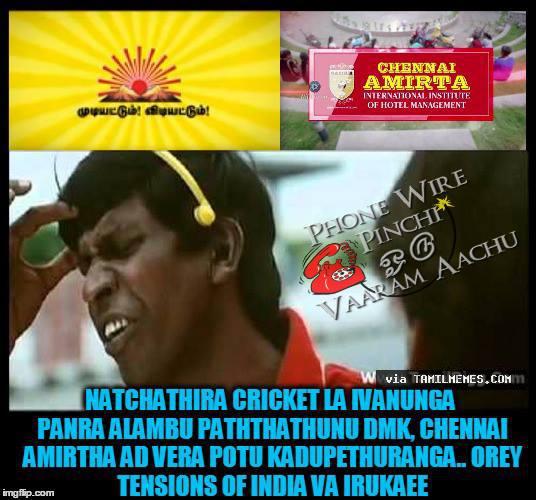 முடியட்டும்! விடியட்டும்!
CHENNAI
AMIRTA
INTERNATIONAL INSTITUTE
OF HOTEL MANAGEMENT
PHONE WIRE
PINCHI
ஒரு
VAARAM AACHU
via TAMILMEMES.COM
NATCHATHIRA CRICKET LA IVANUNGA
PANRA ALAMBU PATHTHATHUNU DMK, CHENNAI
AMIRTHA AD VERA POTU KADUPETHURANGA.. OREY
TENSIONS OF INDIA VA IRUKAEE
imgflip.com